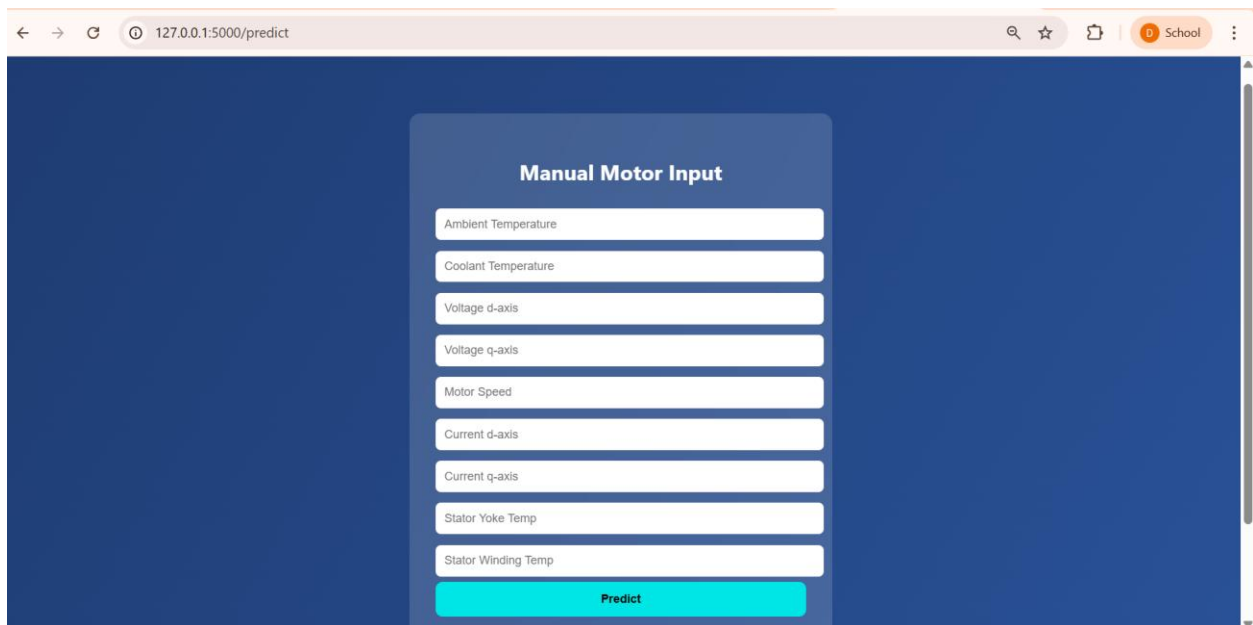 127.0.0.1:5000/predict
D School
Manual Motor Input
Ambient Temperature
Coolant Temperature
Voltage d-axis
Voltage q-axis
Motor Speed
Current d-axis
Current q-axis
Stator Yoke Temp
Stator Winding Temp
Predict